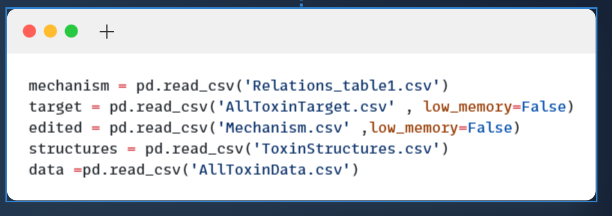 mechanism = pd.read_csv('Relations_table1.csv')
target = pd.read_csv('AllToxinTarget.csv' , low_memory=False)
edited = pd.read_csv('Mechanism.csv' ,low_memory=False)
structures = pd.read_csv('ToxinStructures.csv')
data =pd.read_csv('AllToxinData.csv')